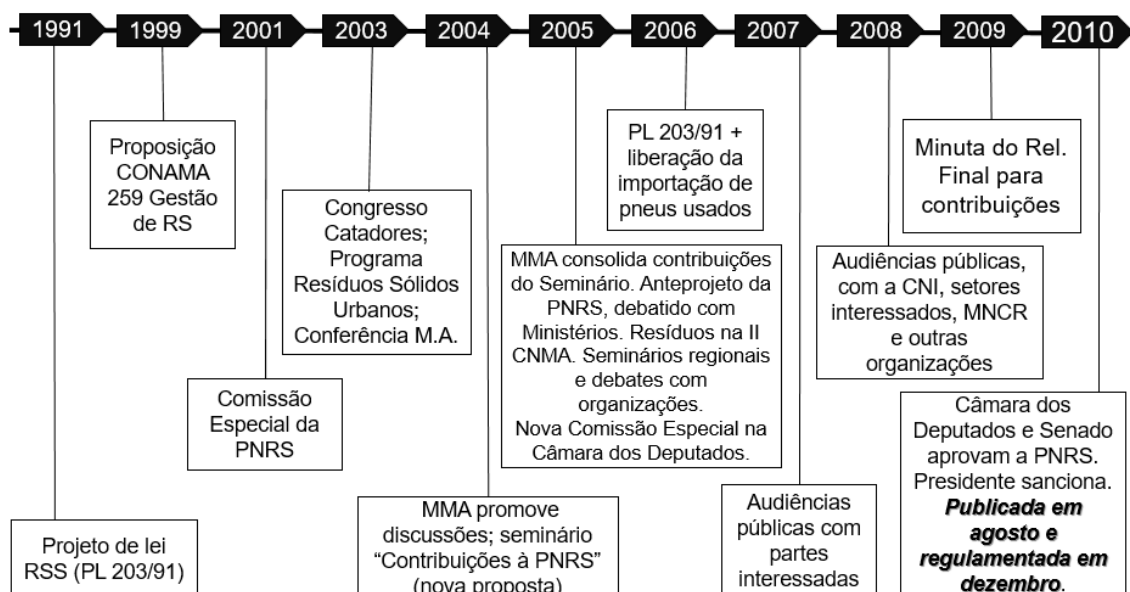 1991
1999
2001
2003
2004
2005
2006
2007
2008
2009
2010
Proposição
CONAMA
259 Gestão
de RS
PL 203/91 +
liberação da
importação de
pneus usados
Minuta do Rel.
Final para
contribuições
Congresso
Catadores;
Programa
Resíduos Sólidos
Urbanos;
Conferência M.A.
MMA consolida contribuições
do Seminário. Anteprojeto da
PNRS, debatido com
Ministérios. Resíduos na II
CNMA. Seminários regionais
e debates com
organizações.
Nova Comissão Especial na
Câmara dos Deputados.
Audiências públicas,
com a CNI, setores
interessados, MNCR
e outras
organizações
Comissão
Especial da
PNRS
Câmara dos
Deputados e Senado
aprovam a PNRS.
Presidente sanciona.
Publicada em
agosto e
regulamentada em
dezembro.
Projeto de lei
RSS (PL 203/91)
MMA promove
discussões; seminário
“Contribuições à PNRS”
(nova proposta)
Audiências
públicas com
partes
interessadas